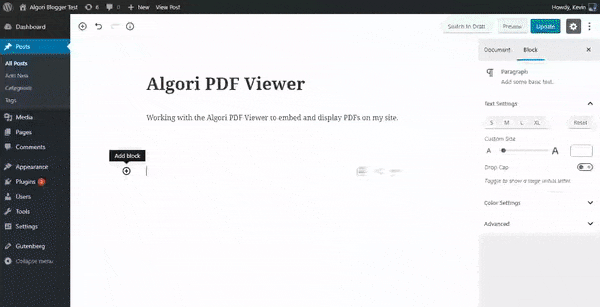 Algori Blogger Test 8 0 + New View Post Howdy, Kevin
Dashboard
Posts
All Posts
Add New
Categories
Tags
Media
Pages
Comments
Appearance
Plugins
Users
Tools
Settings
Gutenberg
Collapse menu
Switch to Draft Preview Update
Algori PDF Viewer
Working with the Algori PDF Viewer to embed and display PDFs on my site.
Add block
Document Block
Paragraph
Add some basic text.
Text Settings
S M L XL Reset
Custom Size
A A
Drop Cap
Toggle to show a large initial letter.
Color Settings
Advanced